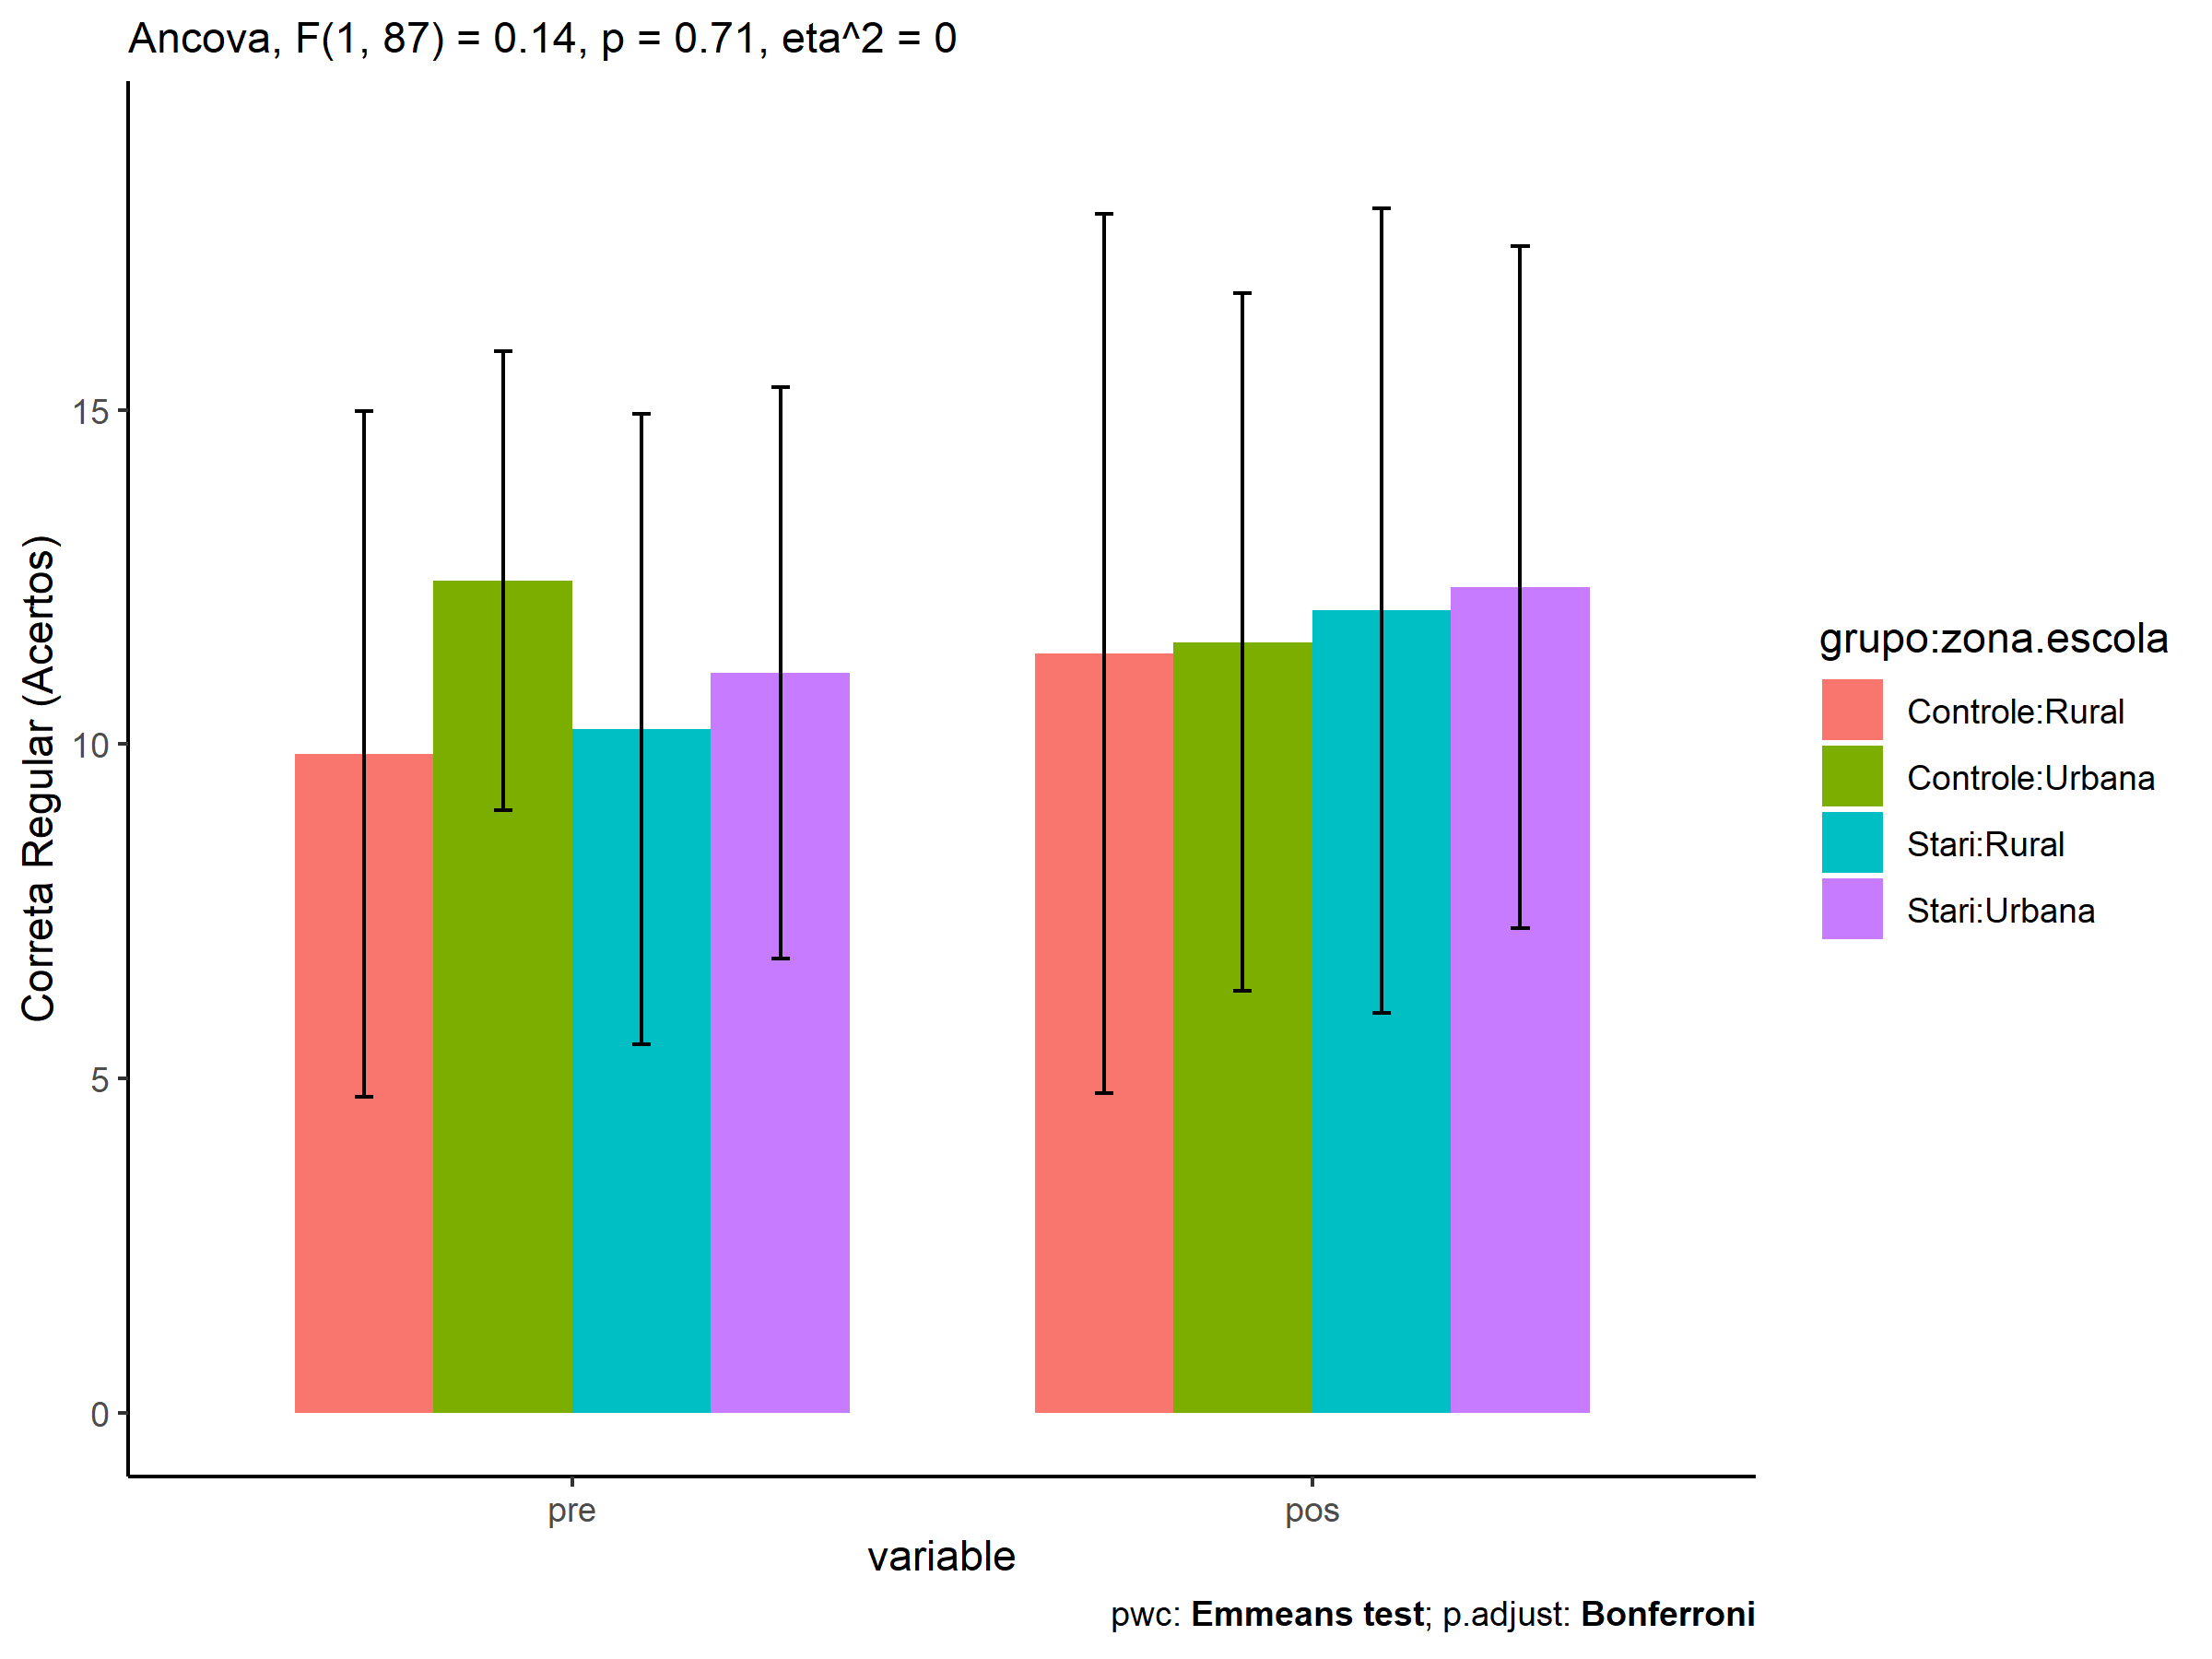 Ancova, F(1, 87) = 0.14, p = 0.71, eta^2 = 0
Correta Regular (Acertos)
15
10
5
0
pre
pos
variable
grupo:zona.escola
Controle:Rural
Controle:Urbana
Stari:Rural
Stari:Urbana
pwc: Emmeans test; p.adjust: Bonferroni